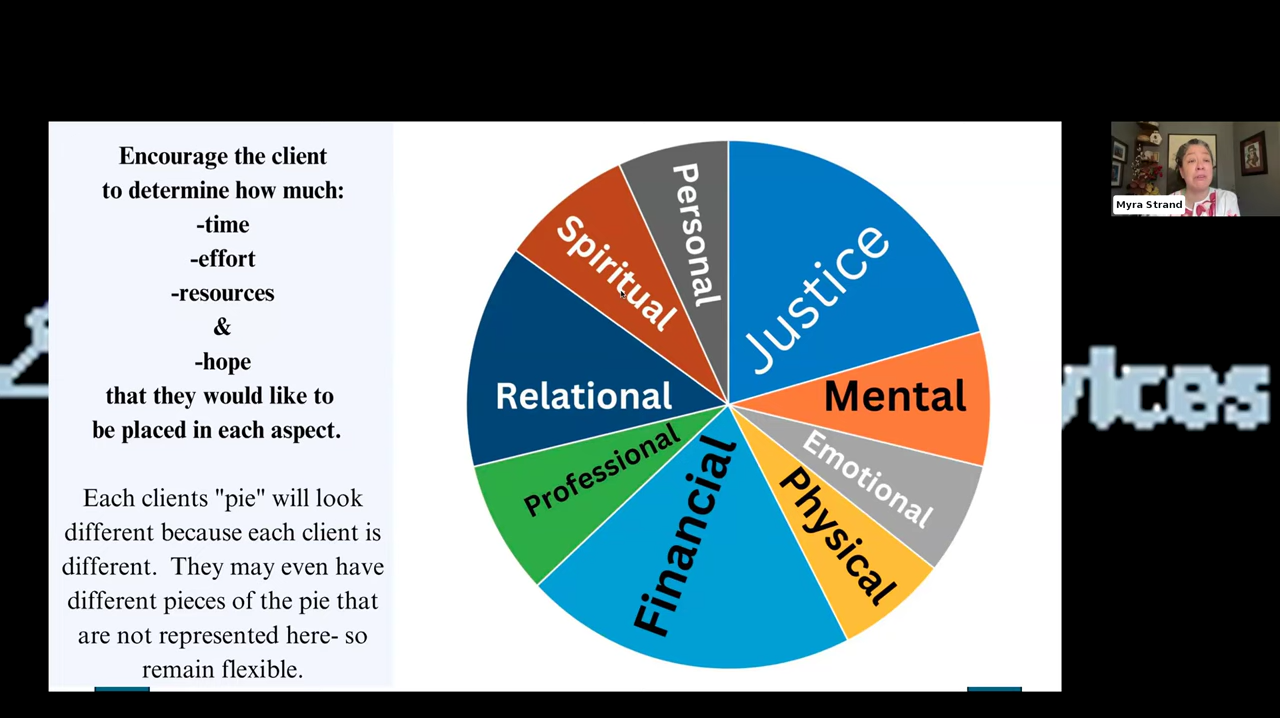 Encourage the client
to determine how much:
-time
-effort
-resources
&
-hope
that they would like to
be placed in each aspect.
Each clients "pie" will look
different because each client is
different. They may even have
different pieces of the pie that
are not represented here- so
remain flexible.
Personal
Justice
Spiritual
Mental
Relational
Emotional
Professional
Physical
Financial
Myra Strand